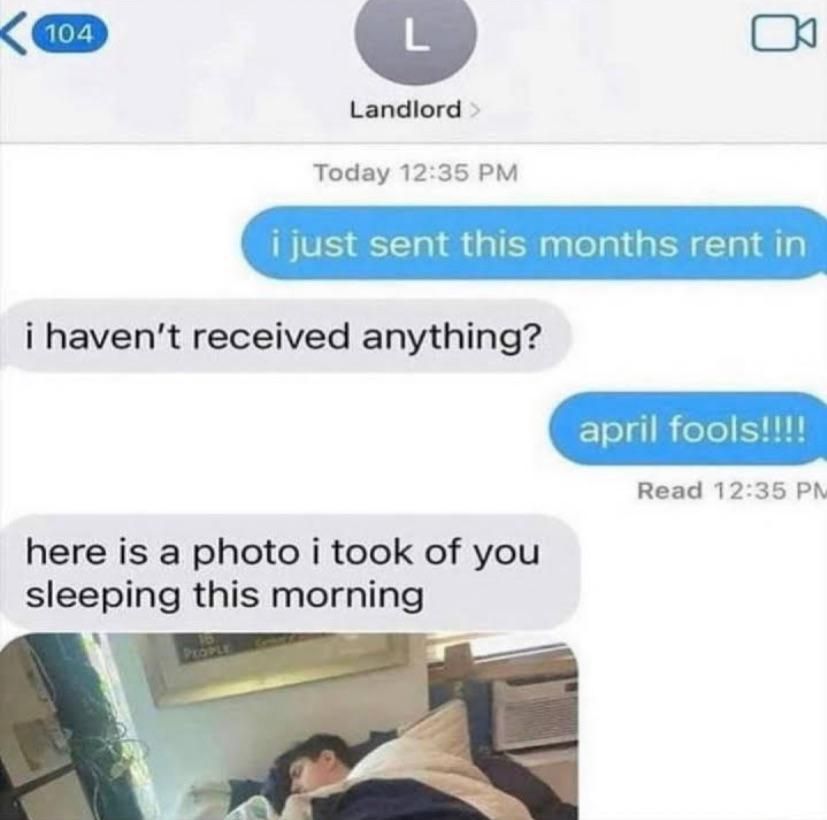 104
L
Landlord >
Today 12:35 PM
i just sent this months rent in
i haven't received anything?
april fools!!!!
Read 12:35 PM
here is a photo i took of you
sleeping this morning
PEOPLE